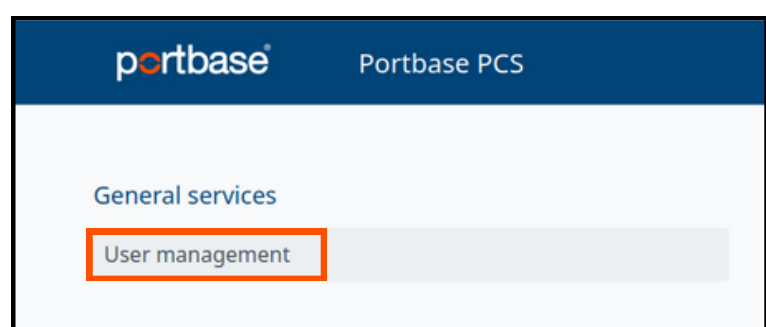 portbase® Portbase PCS
General services
User management